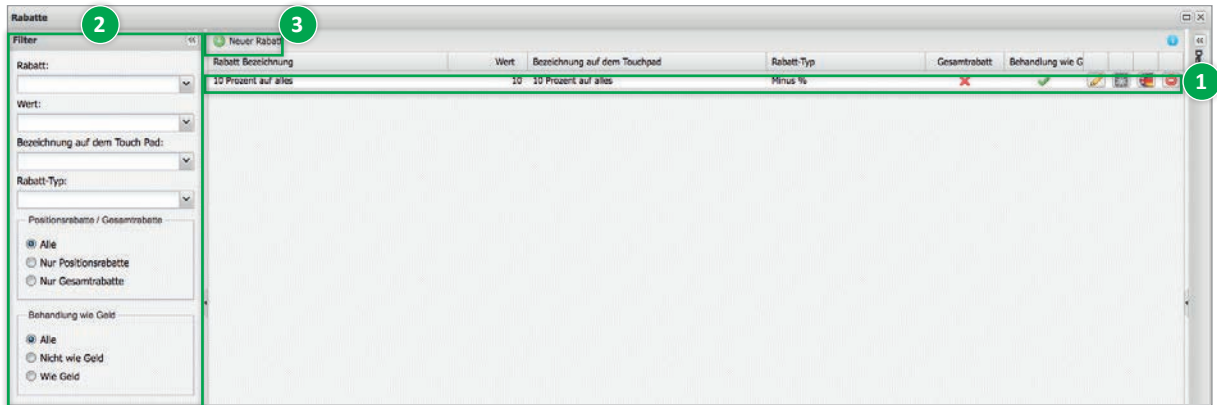 Rabatte
2
3
Filter
Neuer Rabatt
Rabatt Bezeichnung Wert Bezeichnung auf dem Touchpad Rabatt-Typ Gesamtrabatt Behandlung wie G
10 Prozent auf alles 10 10 Prozent auf alles Minus %
1
Rabatt:
Wert:
Bezeichnung auf dem Touch Pad:
Rabatt-Typ:
Positionsrabatte / Gesamtrabatte
Alle
Nur Positionsrabatte
Nur Gesamtrabatte
Behandlung wie Geld
Alle
Nicht wie Geld
Wie Geld